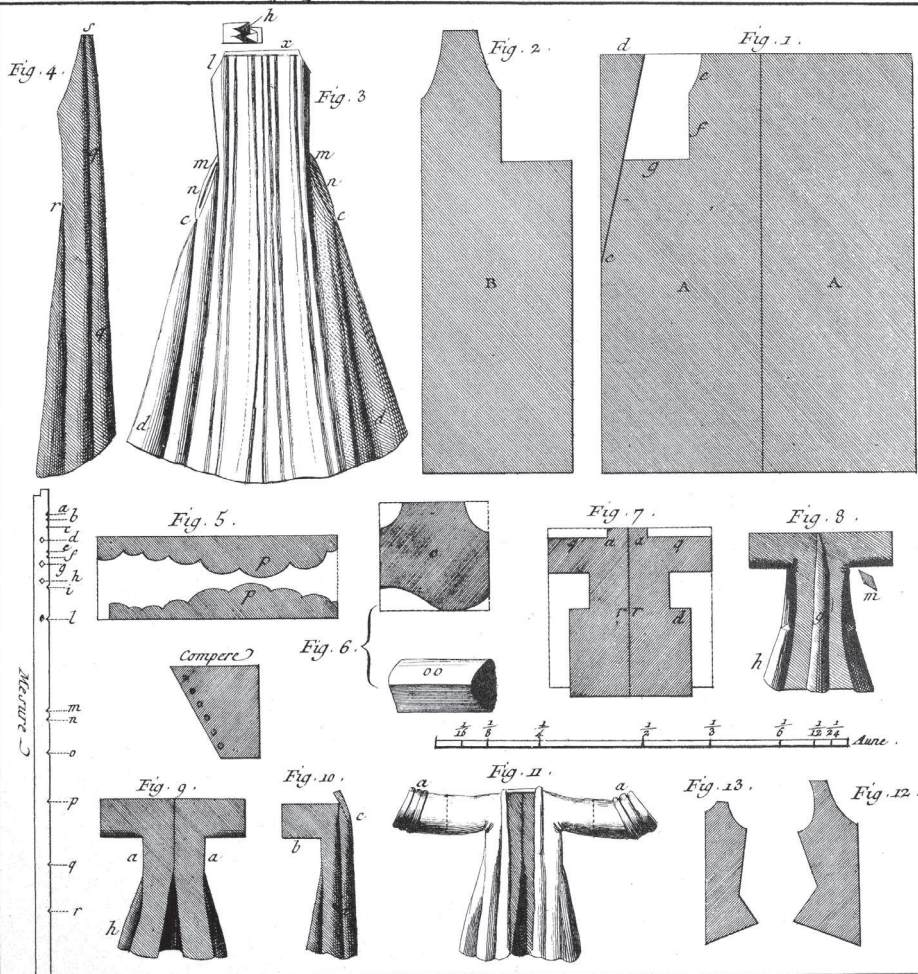 h
s
x
Fig. 4.
l
Fig. 3
Fig. 2
d
Fig. 1.
e
f
g
m
m
q
n
n
r
c
c
c
B
A
A
q
d
d
a
b
c
d
e
f
g
h
i
l
Fig. 5.
p
p
o
Fig. 7
q
a
a
q
r
r
d
Fig. 8.
m
g
h
Compere
Fig. 6.
oo
Mesure
m
n
o
p
q
r
1/16 1/8 1/4 1/2 1/3 1/6 1/12 1/24 Aune.
Fig. 9.
a
a
h
Fig. 10.
c
b
Fig. 11
a
a
Fig. 13.
Fig. 12.